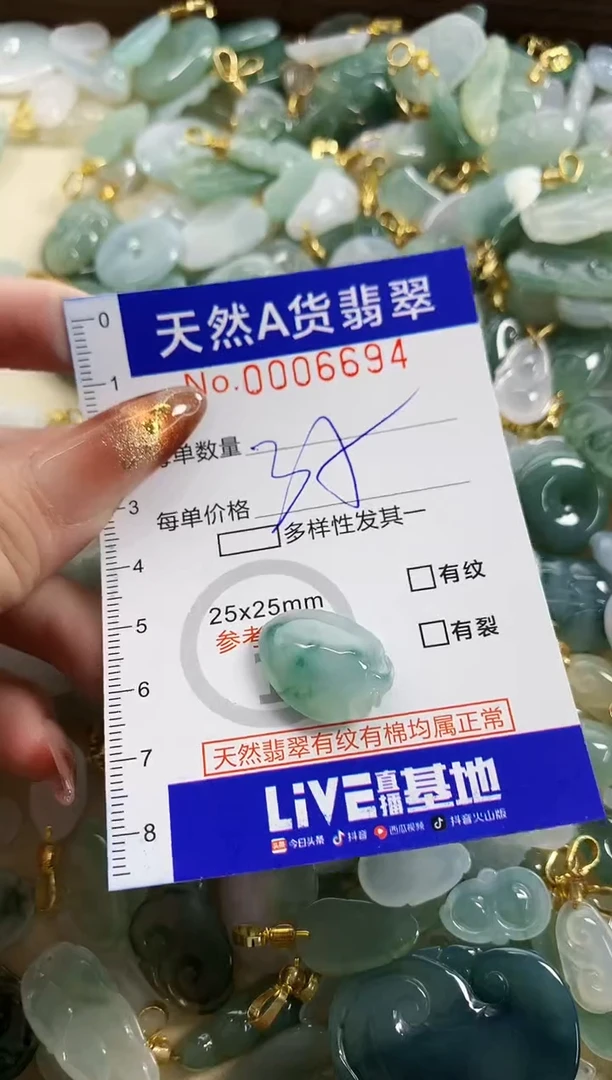 天然A货翡翠
No.0006694
0
1
单数量
3
每单价格
多样性发其一
4
有纹
25x25mm
5
参考
有裂
6
天然翡翠有纹有棉均属正常
7
LiVE直播基地
8
头条 今日头条 抖音 西瓜视频 抖音火山版